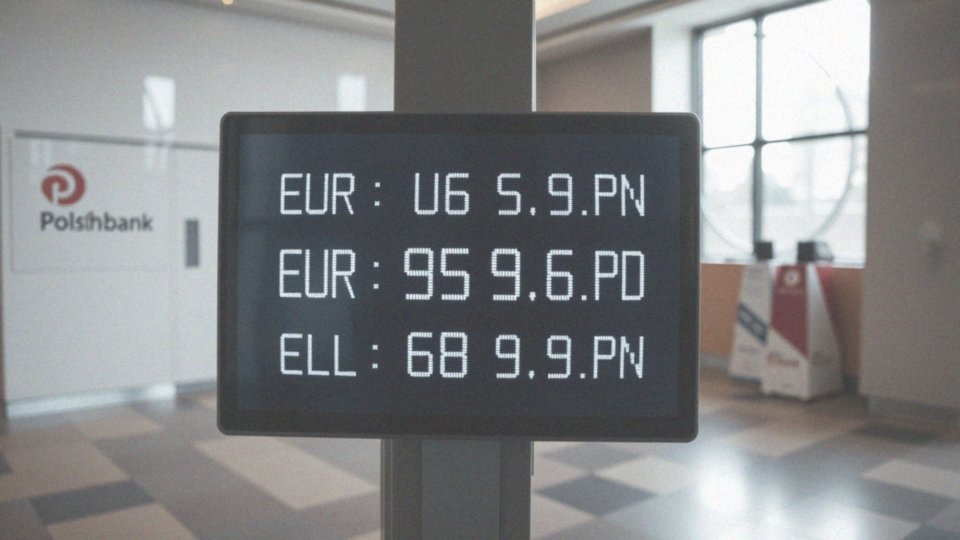 Polsihbank
EUR: U6 5.9.PN
EUR: 95 9.6.PD
ELL: 68 9.9.PN